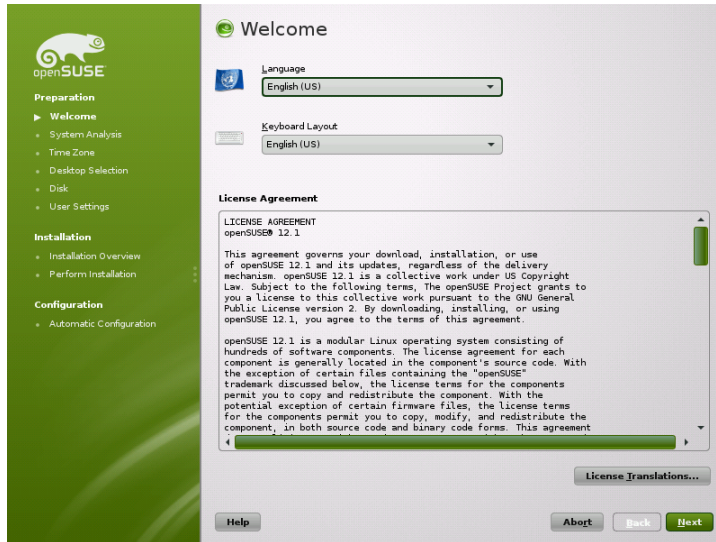 openSUSE
Preparation
Welcome
System Analysis
Time Zone
Desktop Selection
Disk
User Settings
Installation
Installation Overview
Perform Installation
Configuration
Automatic Configuration
Welcome
Language
English (US)
Keyboard Layout
English (US)
License Agreement
LICENSE AGREEMENT
openSUSE® 12.1
This agreement governs your download, installation, or use
of openSUSE 12.1 and its updates, regardless of the delivery
mechanism. openSUSE 12.1 is a collective work under US Copyright
Law. Subject to the following terms, The openSUSE Project grants to
you a license to this collective work pursuant to the GNU General
Public License version 2. By downloading, installing, or using
openSUSE 12.1, you agree to the terms of this agreement.
openSUSE 12.1 is a modular Linux operating system consisting of
hundreds of software components. The license agreement for each
component is generally located in the component's source code. With
the exception of certain files containing the "openSUSE"
trademark discussed below, the license terms for the components
permit you to copy and redistribute the component. With the
potential exception of certain firmware files, the license terms
for the components permit you to copy, modify, and redistribute the
component, in both source code and binary code forms. This agreement
License Translations...
Help
Abort
Back
Next